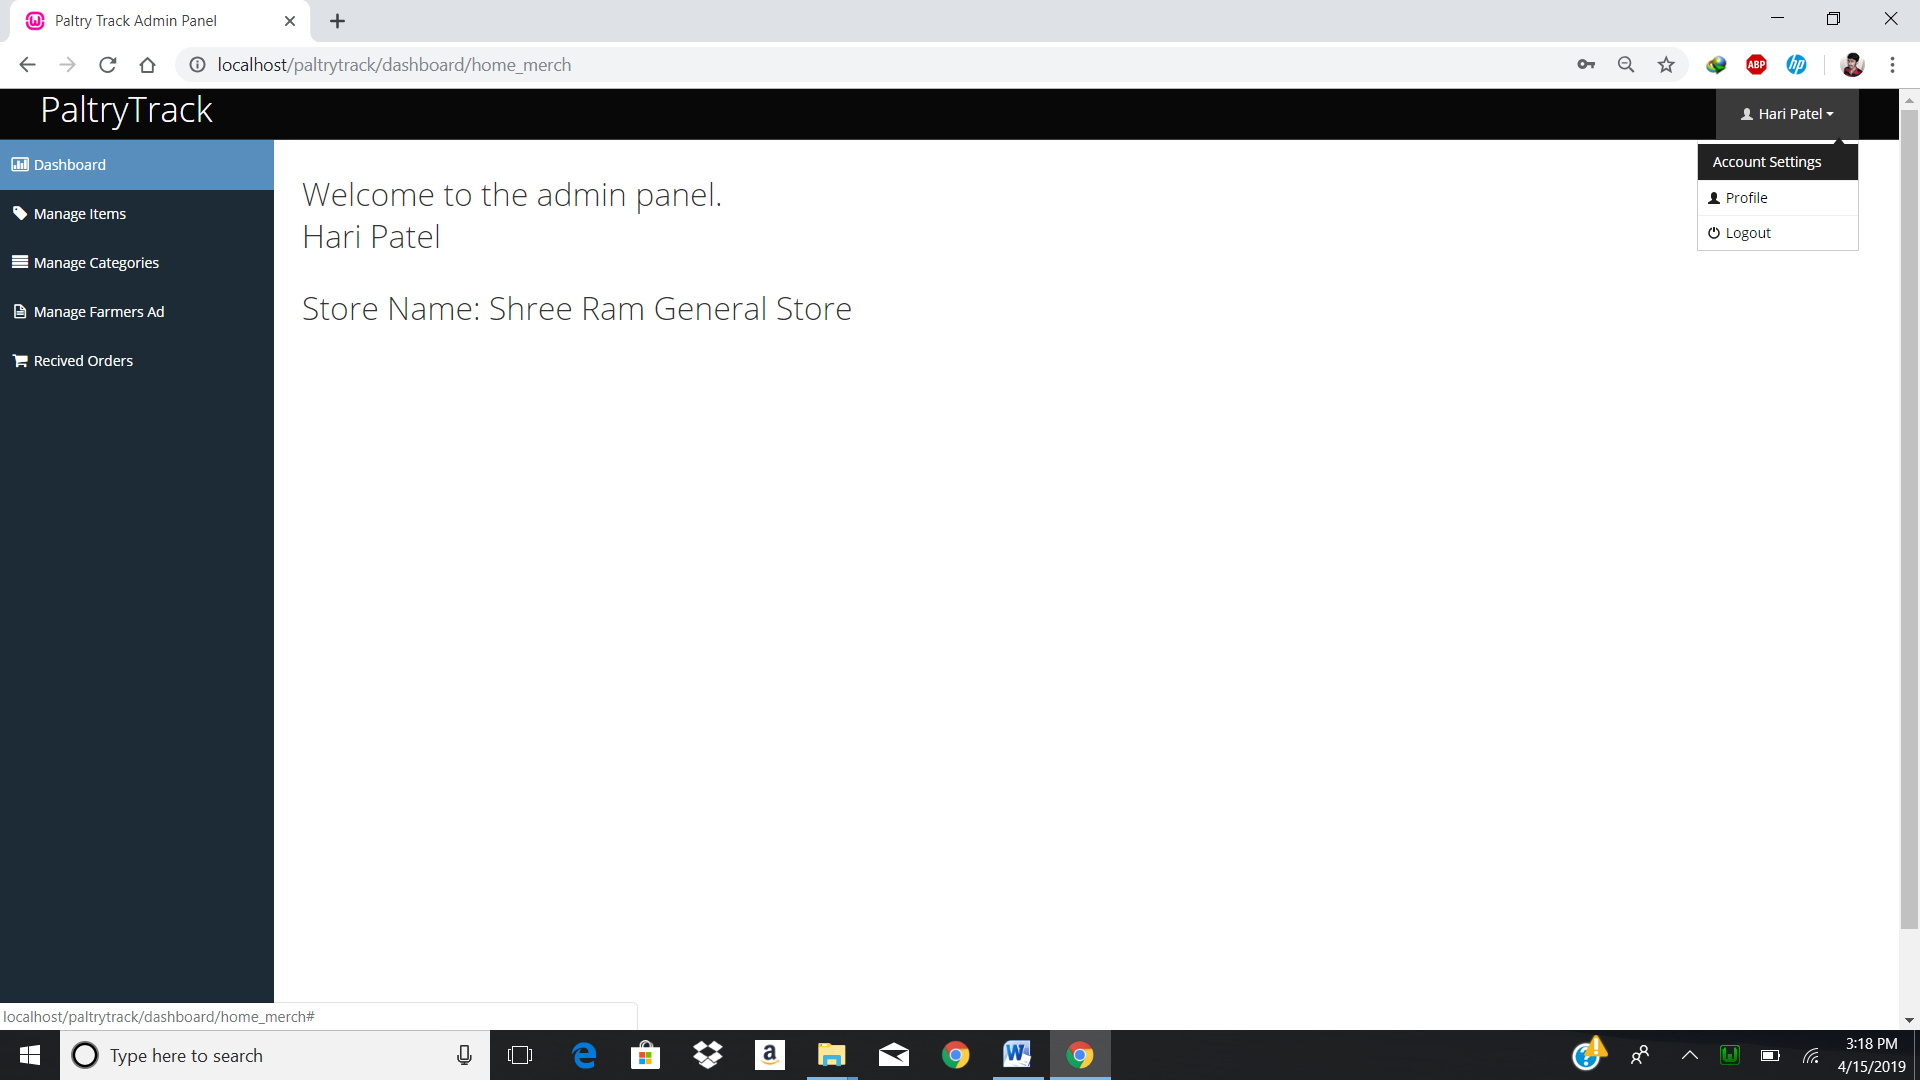 Paltry Track Admin Panel
localhost/paltrytrack/dashboard/home_merch
ABP
hp
PaltryTrack
Hari Patel
Dashboard
Manage Items
Manage Categories
Manage Farmers Ad
Recived Orders
Welcome to the admin panel.
Hari Patel
Store Name: Shree Ram General Store
Account Settings
Profile
Logout
localhost/paltrytrack/dashboard/home_merch#
Type here to search
3:18 PM
4/15/2019